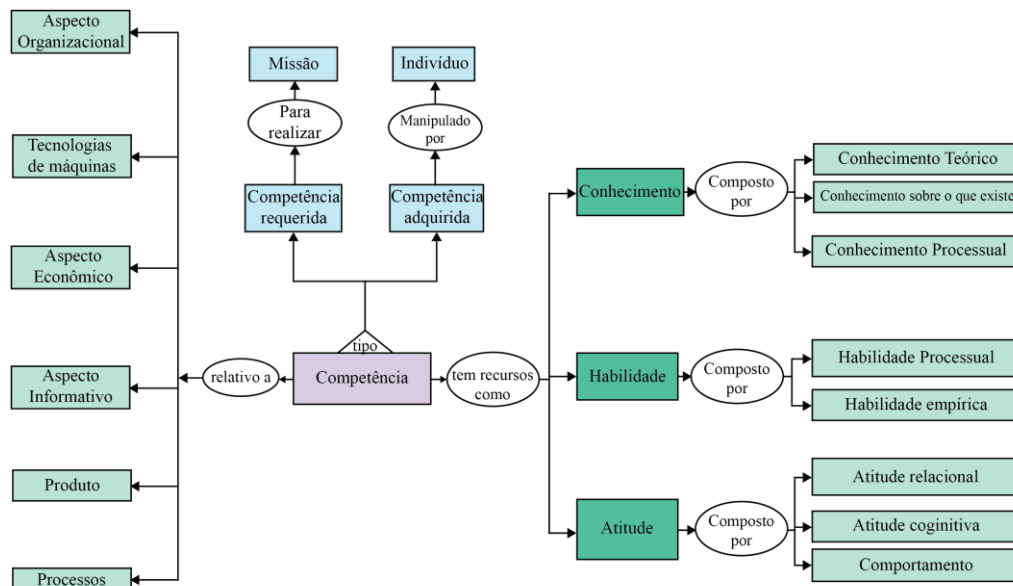 Aspecto
Organizacional
Tecnologias
de máquinas
Aspecto
Econômico
Aspecto
Informativo
Produto
Processos
Missão
Para
realizar
Competência
requerida
Indivíduo
Manipulado
por
Competência
adquirida
tipo
relativo a
Competência
tem recursos
como
Conhecimento
Composto
por
Conhecimento Teórico
Conhecimento sobre o que existe
Conhecimento Processual
Habilidade
Composto
por
Habilidade Processual
Habilidade empírica
Atitude
Composto
por
Atitude relacional
Atitude coginitiva
Comportamento